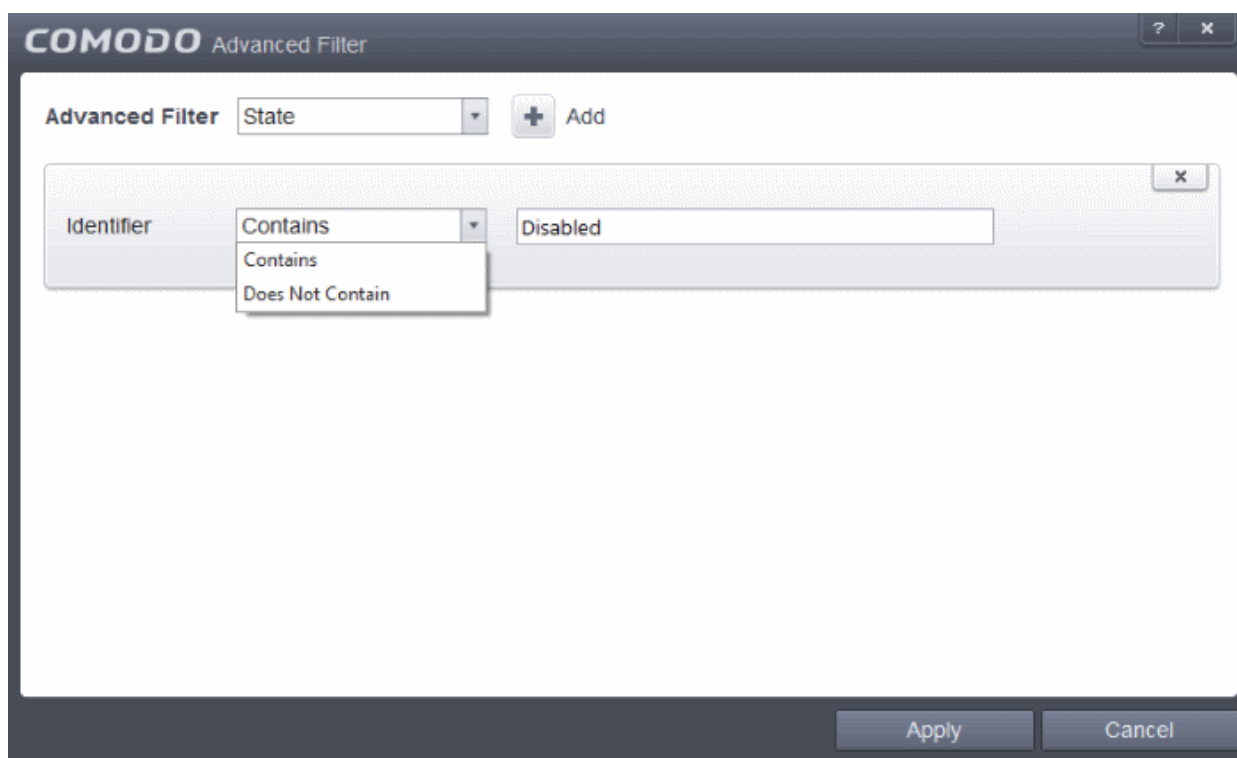 COMODO Advanced Filter ? x
Advanced Filter State + Add
x
Identifier Contains Disabled
Contains
Does Not Contain
Apply Cancel